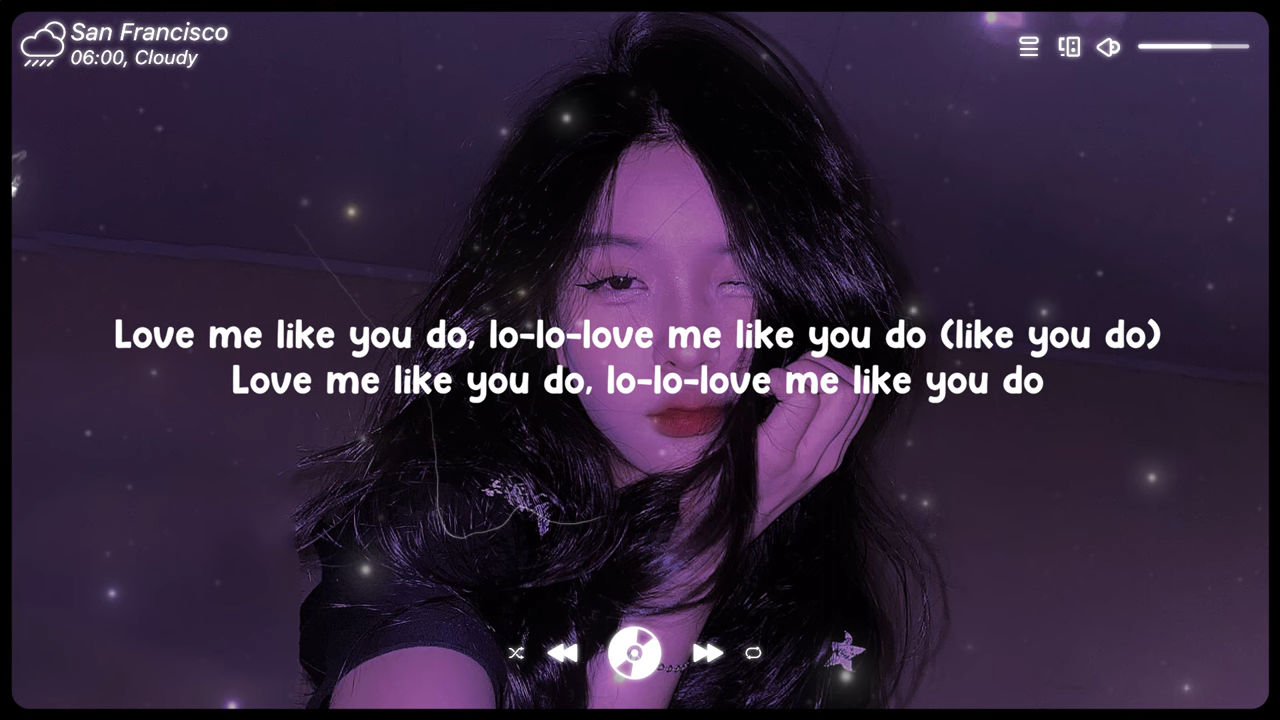 San Francisco
06:00, Cloudy
Love me like you do, lo-lo-love me like you do (like you do)
Love me like you do, lo-lo-love me like you do